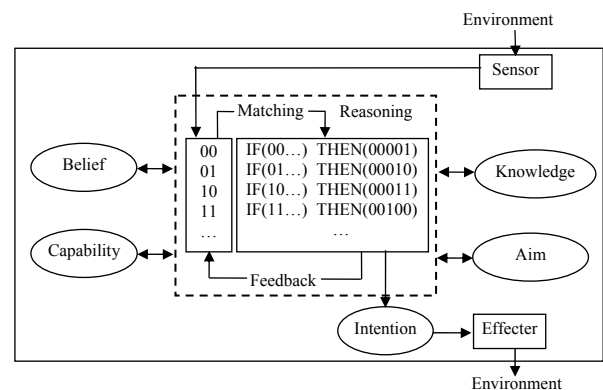 Environment
Sensor
Matching Reasoning
00 IF(00…) THEN(00001)
01 IF(01…) THEN(00010)
10 IF(10…) THEN(00011)
11 IF(11…) THEN(00100)
… …
Belief
Knowledge
Capability
Aim
Feedback
Intention
Effecter
Environment